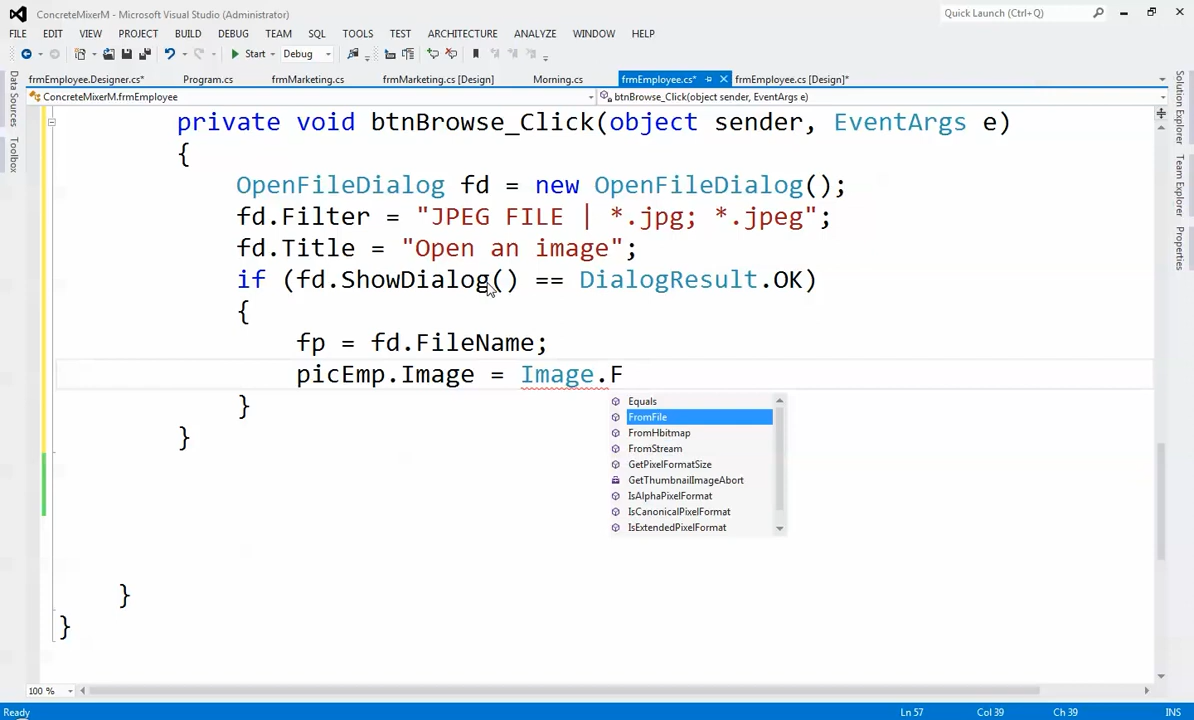 ConcreteMixerM - Microsoft Visual Studio (Administrator)
Quick Launch (Ctrl+Q)
FILE EDIT VIEW PROJECT BUILD DEBUG TEAM SQL TOOLS TEST ARCHITECTURE ANALYZE WINDOW HELP
Start Debug
frmEmployee.Designer.cs* Program.cs frmMarketing.cs frmMarketing.cs [Design] Morning.cs frmEmployee.cs* frmEmployee.cs [Design]*
ConcreteMixerM.frmEmployee btnBrowse_Click(object sender, EventArgs e)
Data Sources
Toolbox
Solution Explorer
Team Explorer
Properties
private void btnBrowse_Click(object sender, EventArgs e)
{
OpenFileDialog fd = new OpenFileDialog();
fd.Filter = "JPEG FILE | *.jpg; *.jpeg";
fd.Title = "Open an image";
if (fd.ShowDialog() == DialogResult.OK)
{
fp = fd.FileName;
picEmp.Image = Image.F
}
}
}
}
Equals
FromFile
FromHbitmap
FromStream
GetPixelFormatSize
GetThumbnailImageAbort
IsAlphaPixelFormat
IsCanonicalPixelFormat
IsExtendedPixelFormat
100 %
Ready Ln 57 Col 39 Ch 39 INS